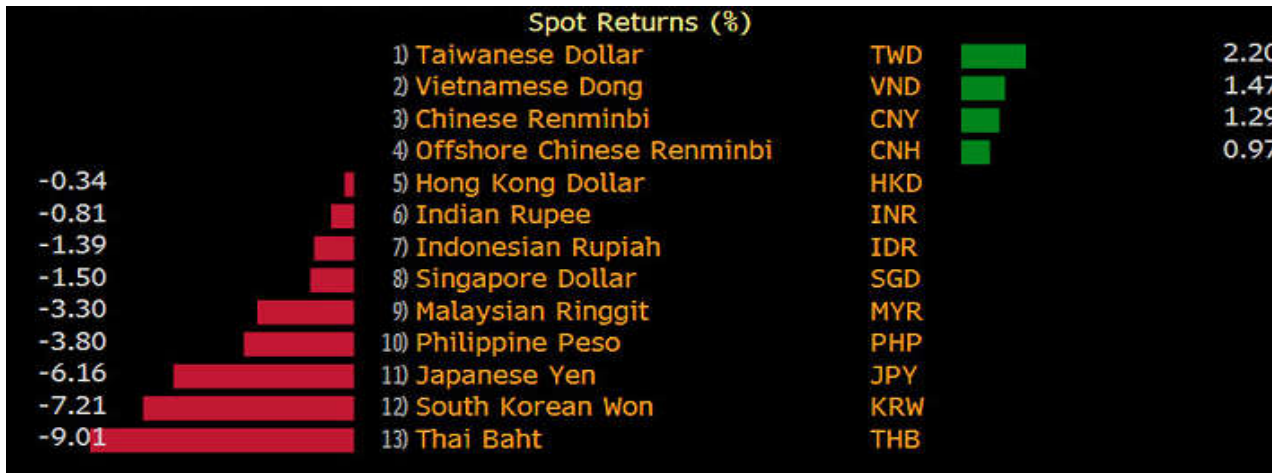 Spot Returns (%)
1) Taiwanese Dollar TWD 2.20
2) Vietnamese Dong VND 1.47
3) Chinese Renminbi CNY 1.29
4) Offshore Chinese Renminbi CNH 0.97
-0.34 5) Hong Kong Dollar HKD
-0.81 6) Indian Rupee INR
-1.39 7) Indonesian Rupiah IDR
-1.50 8) Singapore Dollar SGD
-3.30 9) Malaysian Ringgit MYR
-3.80 10) Philippine Peso PHP
-6.16 11) Japanese Yen JPY
-7.21 12) South Korean Won KRW
-9.01 13) Thai Baht THB